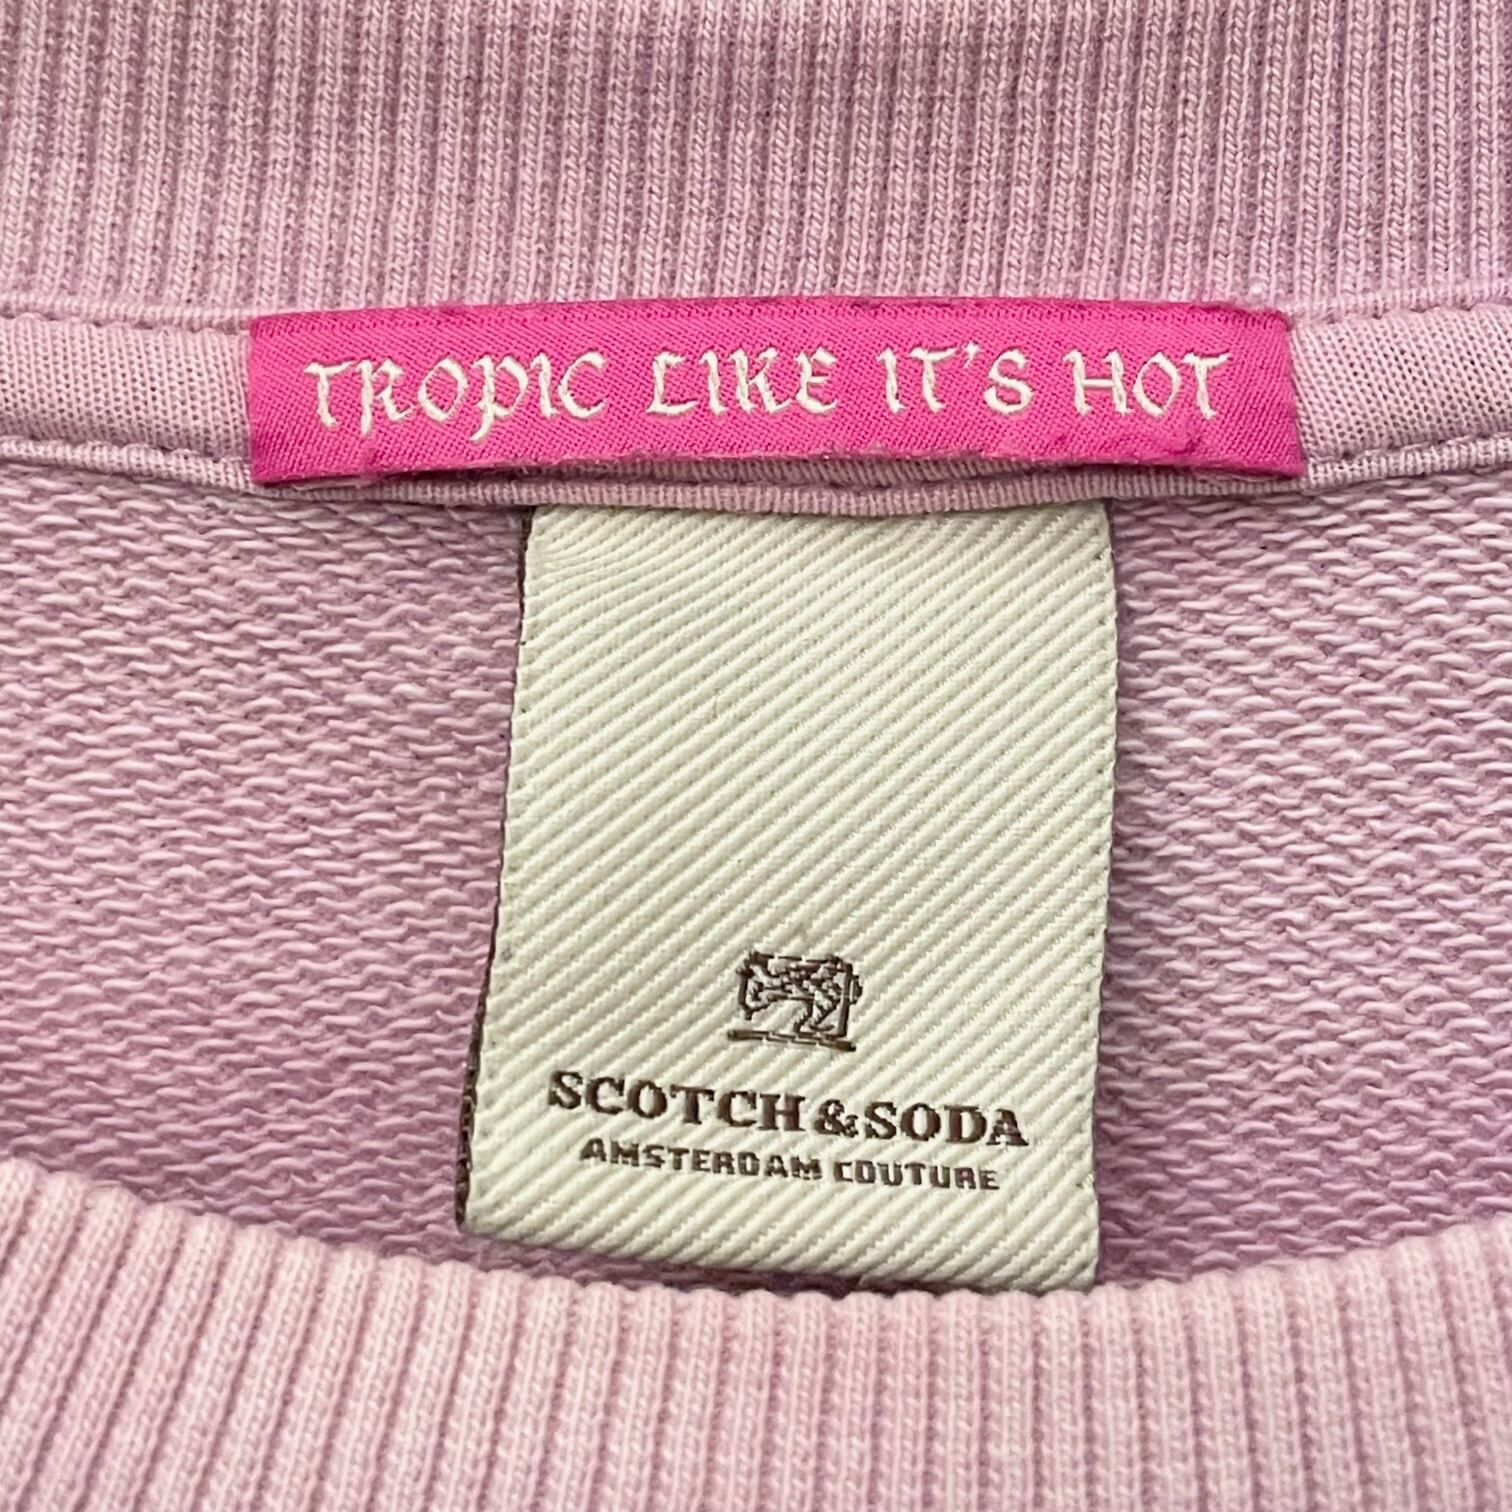 TROPIC LIKE IT'S HOT
SCOTCH & SODA
AMSTERDAM COUTURE